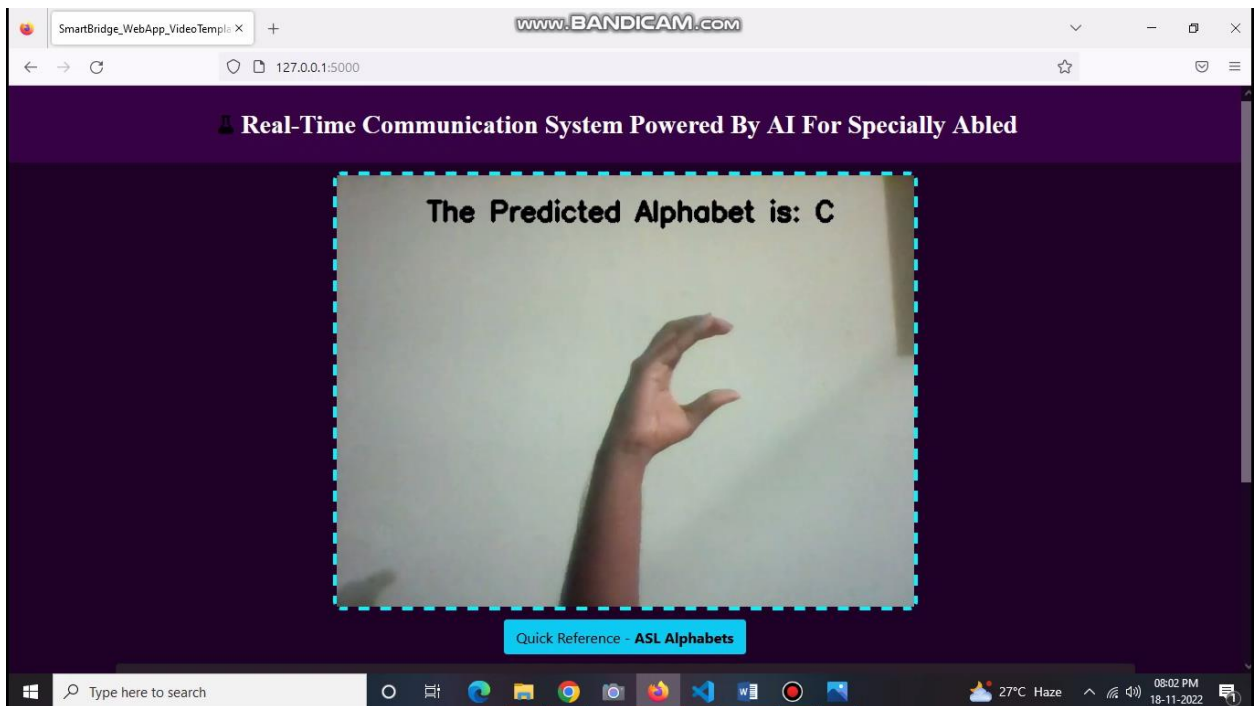 www.BANDICAM.com
SmartBridge_WebApp_VideoTempla
127.0.0.1:5000
Real-Time Communication System Powered By AI For Specially Abled
The Predicted Alphabet is: C
Quick Reference - ASL Alphabets
Type here to search
27°C Haze
08:02 PM
18-11-2022